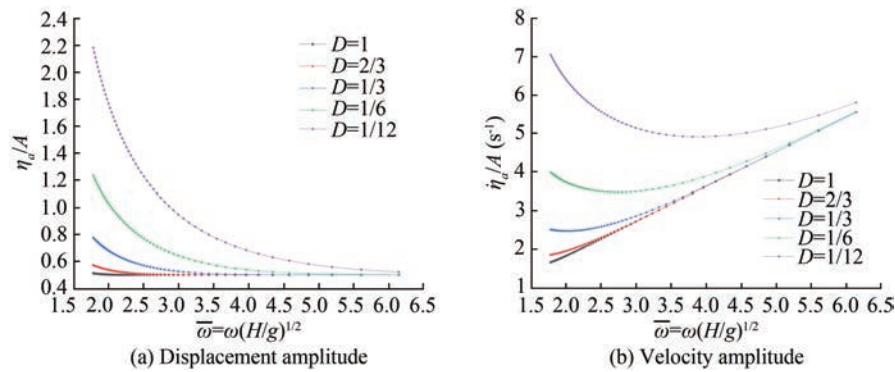 2.4
2.2
2.0
1.8
1.6
1.4
1.2
1.0
0.8
0.6
0.4
ηₐ/A
D=1
D=2/3
D=1/3
D=1/6
D=1/12
1.5 2.0 2.5 3.0 3.5 4.0 4.5 5.0 5.5 6.0 6.5
ω̅=ω(H/g)^{1/2}
(a) Displacement amplitude
8
7
6
5
4
3
2
1
η̇ₐ/A (s⁻¹)
D=1
D=2/3
D=1/3
D=1/6
D=1/12
1.5 2.0 2.5 3.0 3.5 4.0 4.5 5.0 5.5 6.0 6.5
ω̅=ω(H/g)^{1/2}
(b) Velocity amplitude